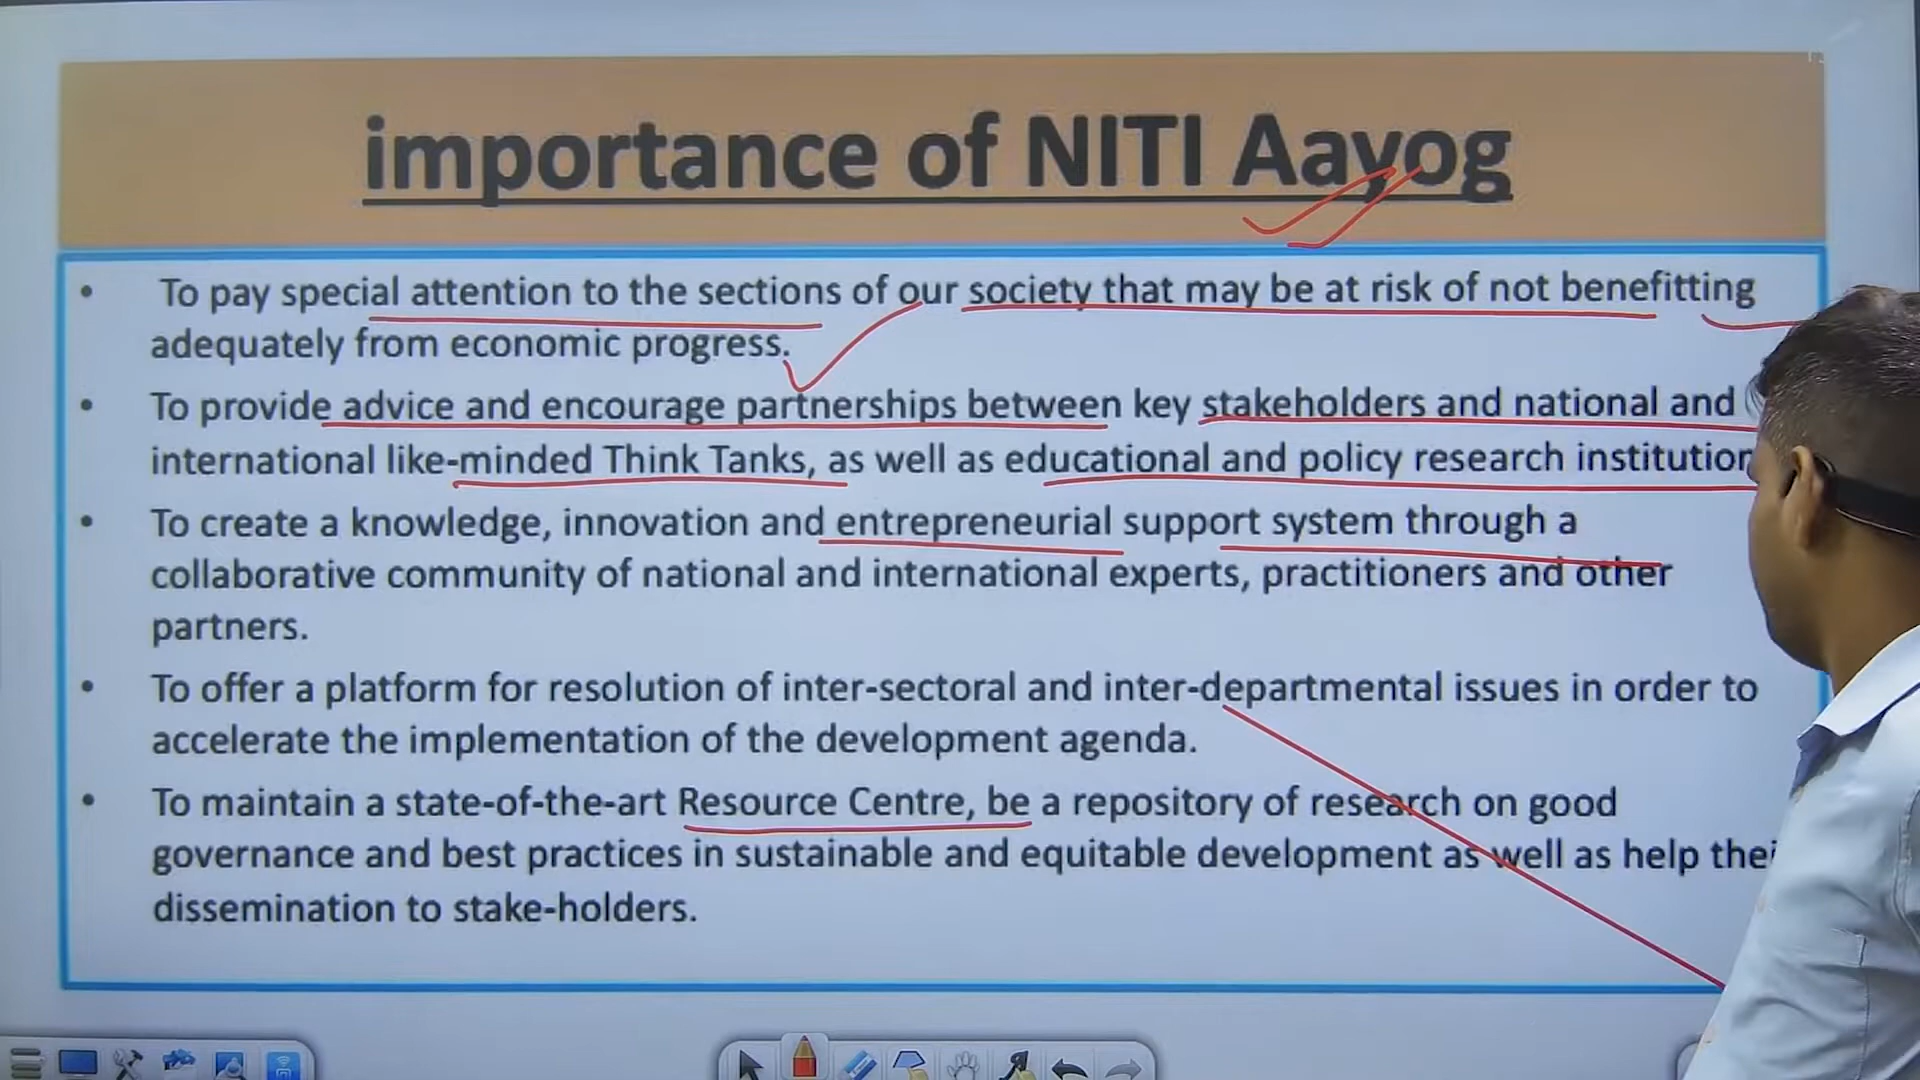 importance of NITI Aayog
• To pay special attention to the sections of our society that may be at risk of not benefitting
adequately from economic progress.
• To provide advice and encourage partnerships between key stakeholders and national and
international like-minded Think Tanks, as well as educational and policy research institution
• To create a knowledge, innovation and entrepreneurial support system through a
collaborative community of national and international experts, practitioners and other
partners.
• To offer a platform for resolution of inter-sectoral and inter-departmental issues in order to
accelerate the implementation of the development agenda.
• To maintain a state-of-the-art Resource Centre, be a repository of research on good
governance and best practices in sustainable and equitable development as well as help thei
dissemination to stake-holders.